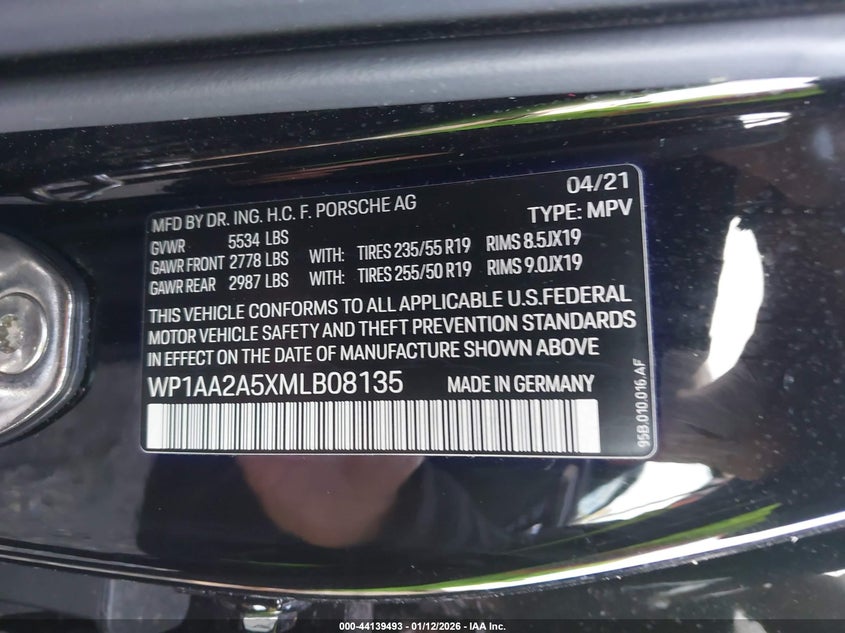 MFD BY DR. ING. H.C. F. PORSCHE AG 04/21
TYPE: MPV
GVWR 5534 LBS
GAWR FRONT 2778 LBS WITH: TIRES 235/55 R19 RIMS 8.5JX19
GAWR REAR 2987 LBS WITH: TIRES 255/50 R19 RIMS 9.0JX19
THIS VEHICLE CONFORMS TO ALL APPLICABLE U.S.FEDERAL
MOTOR VEHICLE SAFETY AND THEFT PREVENTION STANDARDS
IN EFFECT ON THE DATE OF MANUFACTURE SHOWN ABOVE
WP1AA2A5XMLB08135 MADE IN GERMANY
95B.010.016.AF
000-44139493 - 01/12/2026 - IAA Inc.